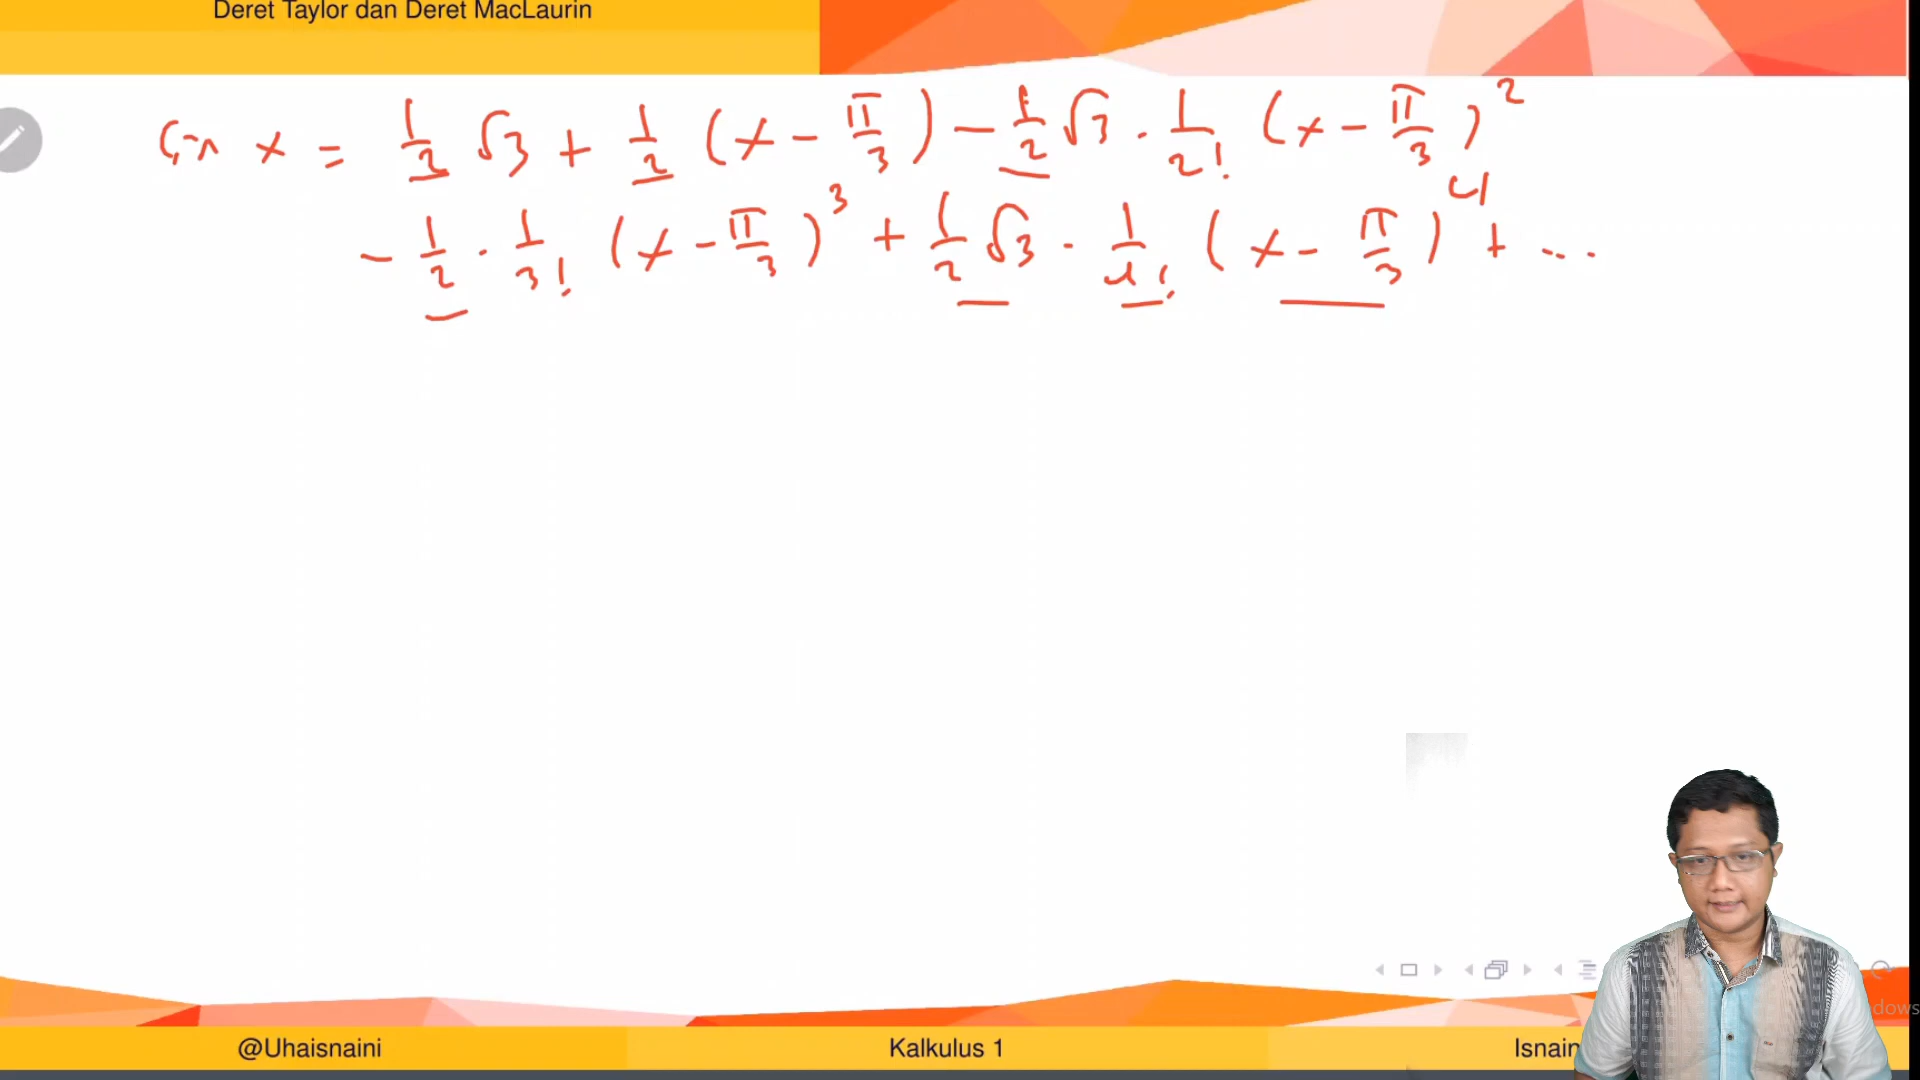 Deret Taylor dan Deret MacLaurin
sin x = 1/2 √3 + 1/2 (x - π/3) - 1/2 √3 · 1/2! (x - π/3)²
- 1/2 · 1/3! (x - π/3)³ + 1/2 √3 · 1/4! (x - π/3)⁴ + ...
dows
@Uhaisnaini
Kalkulus 1
Isnain